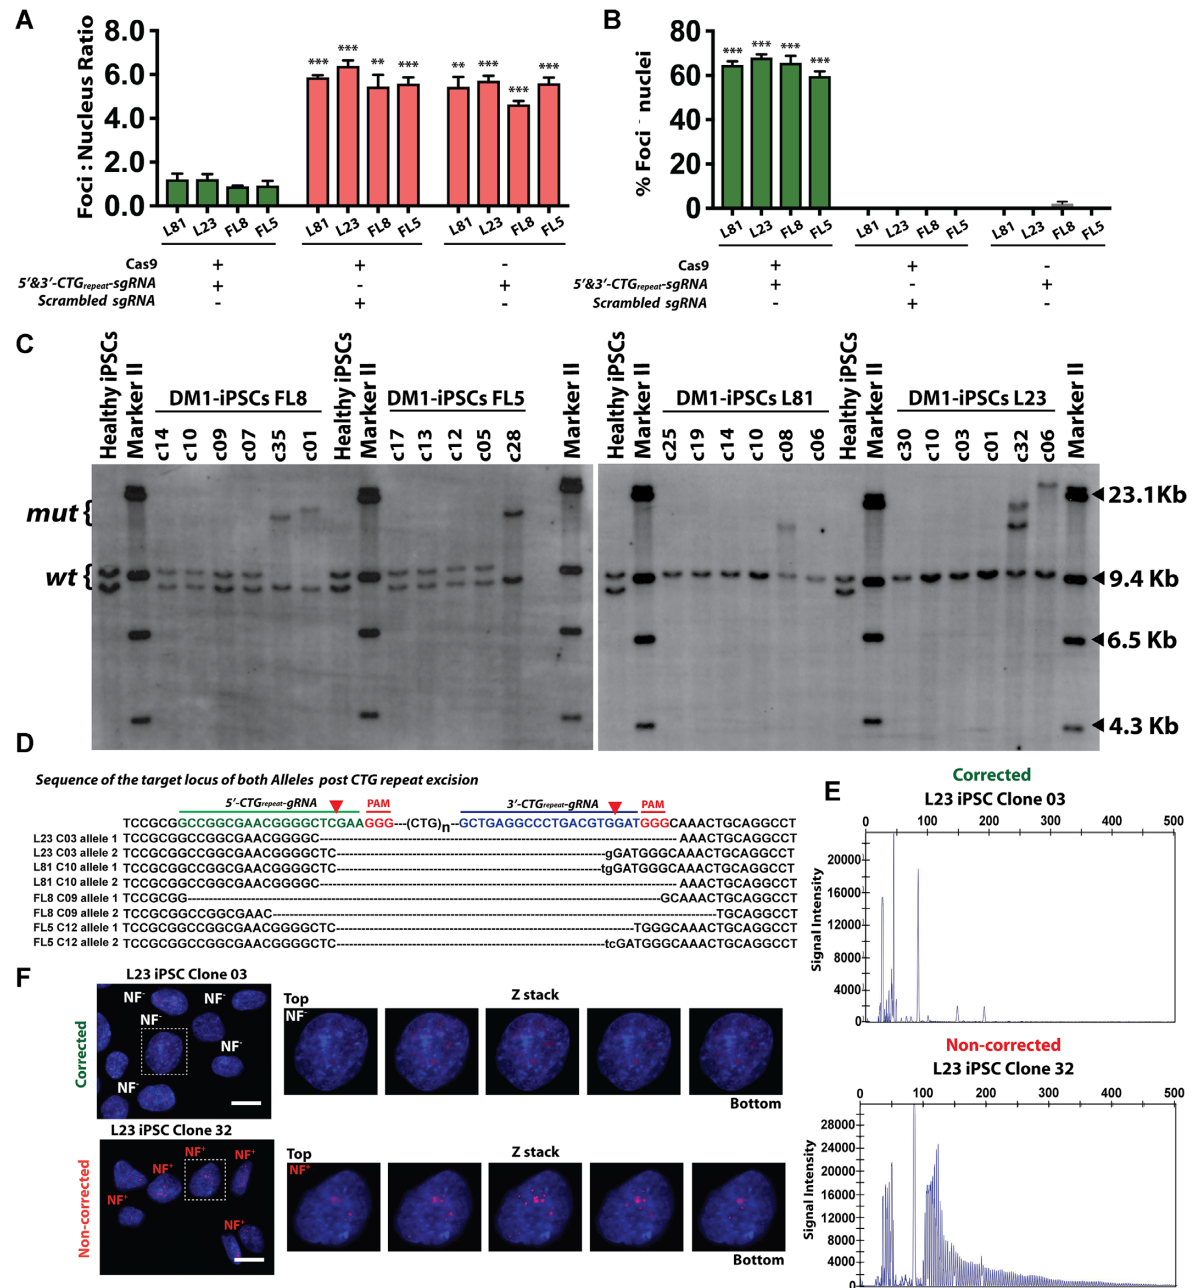 A
Foci : Nucleus Ratio
8.0
6.0
4.0
2.0
0.0
*** *** ** *** ** *** *** ***
L81 L23 FL8 FL5 L81 L23 FL8 FL5 L81 L23 FL8 FL5
Cas9 + + -
5'&3'-CTGrepeat-sgRNA + - +
Scrambled sgRNA - + -
B
% Foci - nuclei
80
60
40
20
0
*** *** *** ***
L81 L23 FL8 FL5 L81 L23 FL8 FL5 L81 L23 FL8 FL5
Cas9 + + -
5'&3'-CTGrepeat-sgRNA + - +
Scrambled sgRNA - + -
C
Healthy iPSCs
Marker II
DM1-iPSCs FL8
c14 c10 c09 c07 c35 c01
Healthy iPSCs
Marker II
DM1-iPSCs FL5
c17 c13 c12 c05 c28
Marker II
Healthy iPSCs
Marker II
DM1-iPSCs L81
c25 c19 c14 c10 c08 c06
Healthy iPSCs
Marker II
DM1-iPSCs L23
c30 c10 c03 c01 c32 c06
Marker II
mut {
wt {
23.1Kb
9.4 Kb
6.5 Kb
4.3 Kb
D
Sequence of the target locus of both Alleles post CTG repeat excision
5'-CTGrepeat-gRNA PAM 3'-CTGrepeat-gRNA PAM
TCCGCGGCCGGCGAACGGGGCTCGAAGGG---(CTG)n--GCTGAGGCCCTGACGTGGATGGGCAAACTGCAGGCCT
L23 C03 allele 1 TCCGCGGCCGGCGAACGGGGC---AAACTGCAGGCCT
L23 C03 allele 2 TCCGCGGCCGGCGAACGGGGCTC---gGATGGGCAAACTGCAGGCCT
L81 C10 allele 1 TCCGCGGCCGGCGAACGGGGCTC---tgGATGGGCAAACTGCAGGCCT
L81 C10 allele 2 TCCGCGGCCGGCGAACGGGGC---AAACTGCAGGCCT
FL8 C09 allele 1 TCCGCGG---GCAAACTGCAGGCCT
FL8 C09 allele 2 TCCGCGGCCGGCGAAC---TGCAGGCCT
FL5 C12 allele 1 TCCGCGGCCGGCGAACGGGGCTC---TGGGCAAACTGCAGGCCT
FL5 C12 allele 2 TCCGCGGCCGGCGAACGGGGCTC---tcGATGGGCAAACTGCAGGCCT
E
Corrected
L23 iPSC Clone 03
0 100 200 300 400 500
Signal Intensity
20000
16000
12000
8000
4000
0
Non-corrected
L23 iPSC Clone 32
0 100 200 300 400 500
Signal Intensity
28000
24000
20000
16000
12000
8000
4000
0
F
L23 iPSC Clone 03
Corrected
NF-
NF-
NF-
NF-
NF-
Top
Z stack
NF-
Bottom
L23 iPSC Clone 32
Non-corrected
NF+
NF+
NF+
NF+
NF+
Top
Z stack
NF+
Bottom